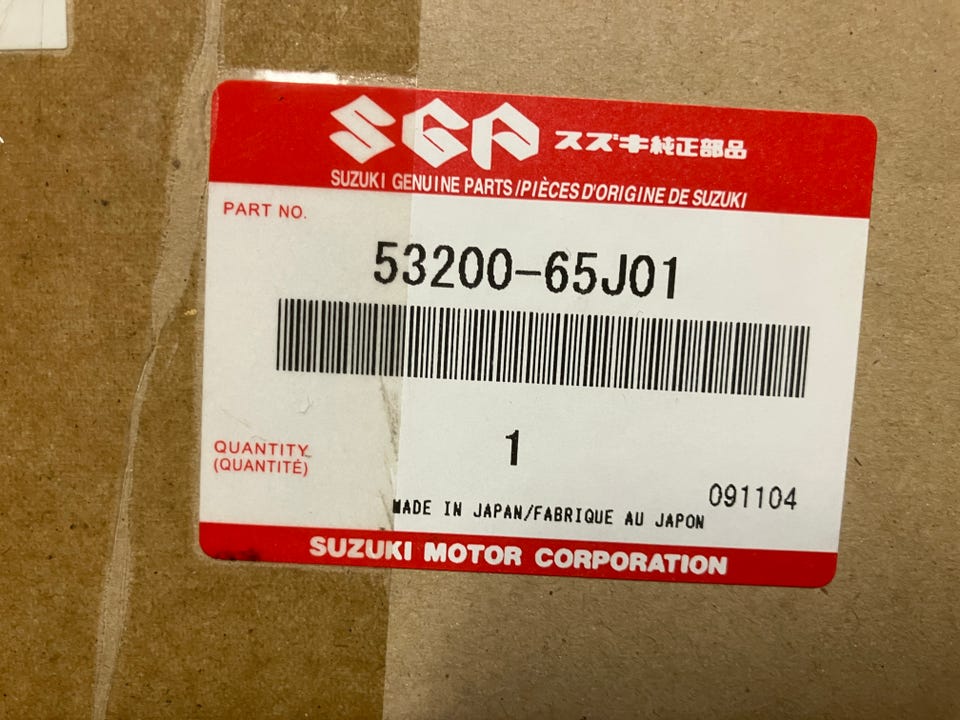 SGP スズキ純正部品
SUZUKI GENUINE PARTS/PIÈCES D'ORIGINE DE SUZUKI
PART NO.
53200-65J01
QUANTITY
(QUANTITÉ)
1
091104
MADE IN JAPAN/FABRIQUE AU JAPON
SUZUKI MOTOR CORPORATION